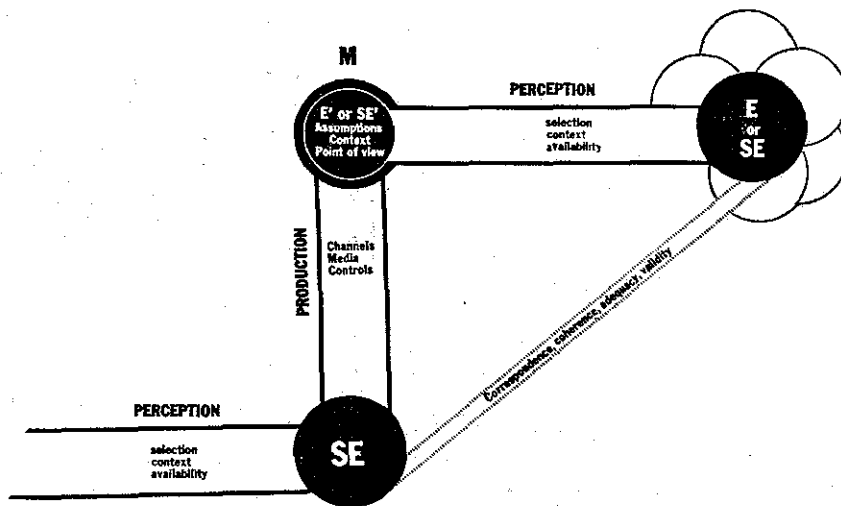 M
PERCEPTION
E' or SE'
Assumptions
Context
Point of view
selection
context
availability
E
or
SE
PRODUCTION
Channels
Media
Controls
Correspondence, coherence, adequacy, validity
PERCEPTION
selection
context
availability
SE